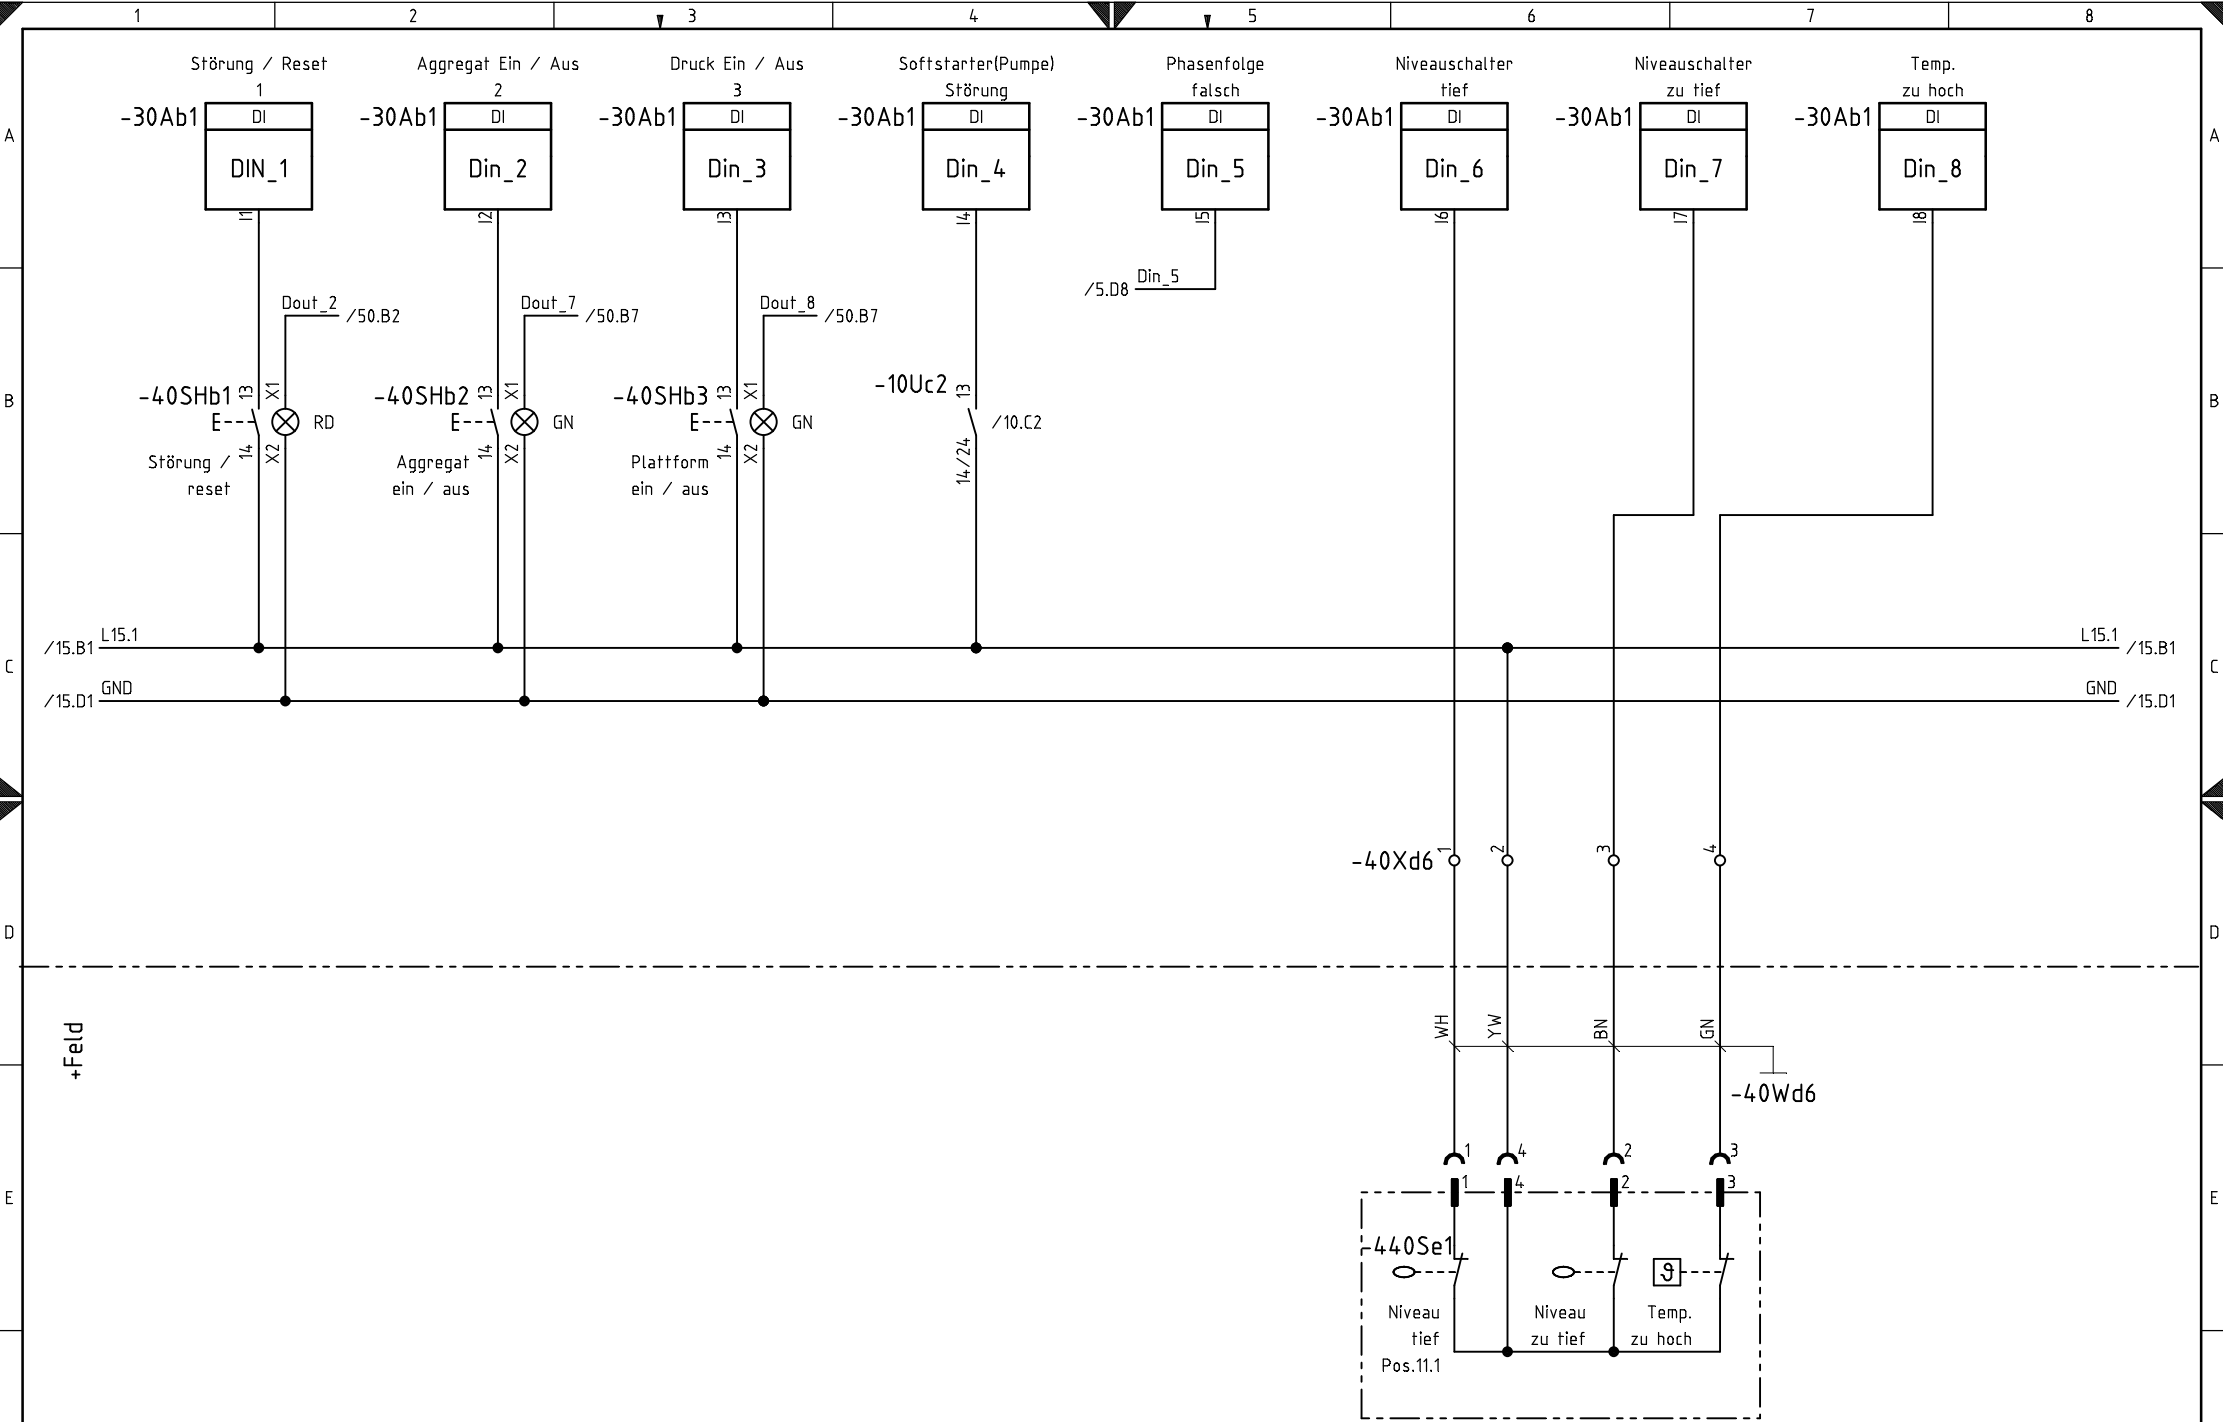 1 2 3 4 5 6 7 8
Störung / Reset
1
Aggregat Ein / Aus
2
Druck Ein / Aus
3
Softstarter(Pumpe)
Störung
Phasenfolge
falsch
Niveauschalter
tief
Niveauschalter
zu tief
Temp.
zu hoch
A
-30Ab1 DI
DIN_1
I1
-30Ab1 DI
Din_2
I2
-30Ab1 DI
Din_3
I3
-30Ab1 DI
Din_4
I4
-30Ab1 DI
Din_5
I5
-30Ab1 DI
Din_6
I6
-30Ab1 DI
Din_7
I7
-30Ab1 DI
Din_8
I8
A
/5.D8 Din_5
Dout_2 /50.B2
Dout_7 /50.B7
Dout_8 /50.B7
B
-40SHb1 13 X1
E RD
14 X2
Störung /
reset
-40SHb2 13 X1
E GN
14 X2
Aggregat
ein / aus
-40SHb3 13 X1
E GN
14 X2
Plattform
ein / aus
-10Uc2 13
/10.C2
14/24
B
/15.B1 L15.1
L15.1 /15.B1
C
C
/15.D1 GND
GND /15.D1
-40Xd6 1 2 3 4
D
D
+Feld
WH YW BN GN
-40Wd6
1 4 2 3
1 4 2 3
E
E
-440Se1
ϑ
Niveau
tief
Pos.11.1
Niveau
zu tief
Temp.
zu hoch